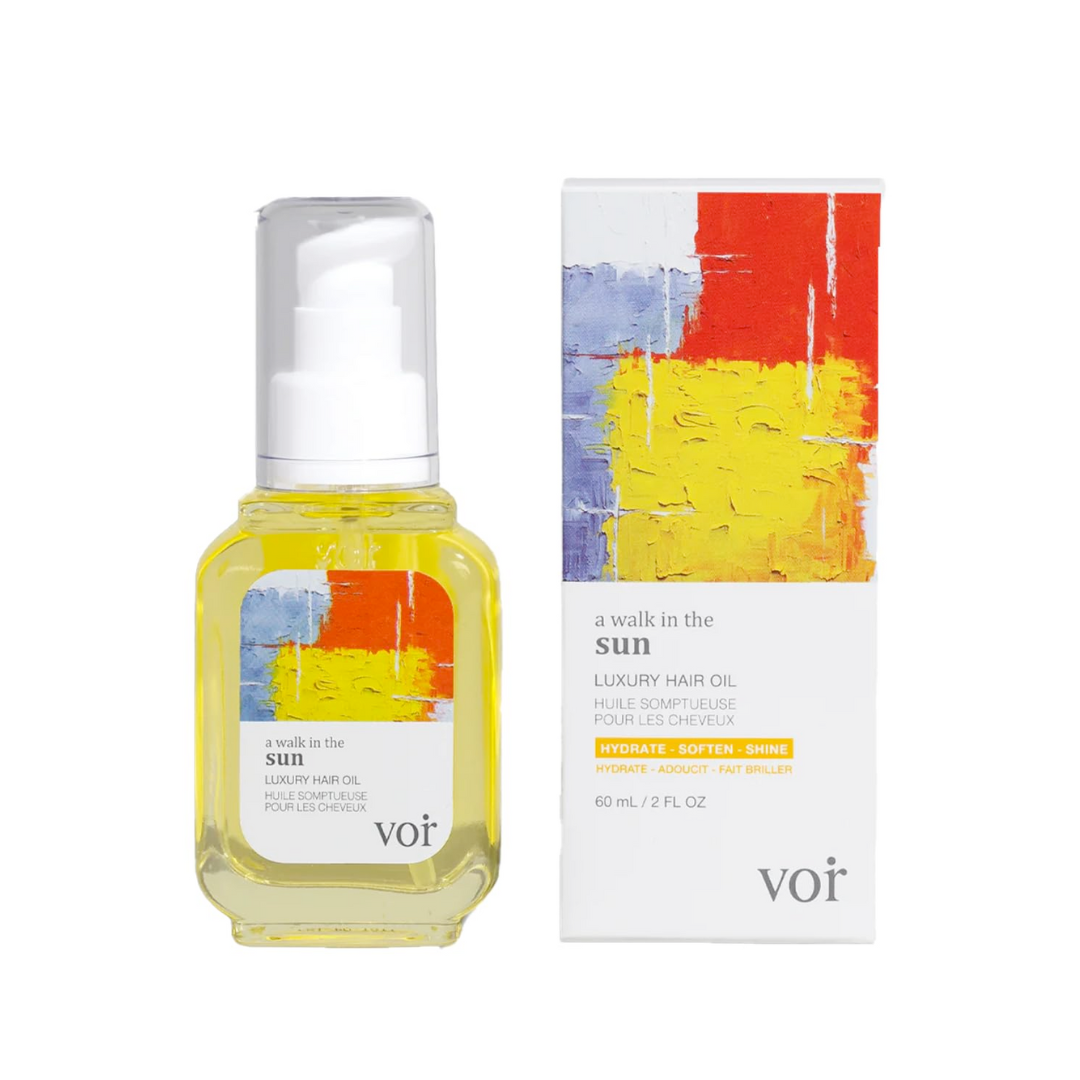 a walk in the
sun
LUXURY HAIR OIL
HUILE SOMPTUEUSE
POUR LES CHEVEUX
voir
a walk in the
sun
LUXURY HAIR OIL
HUILE SOMPTUEUSE
POUR LES CHEVEUX
HYDRATE - SOFTEN - SHINE
HYDRATE - ADOUCIT - FAIT BRILLER
60 mL / 2 FL OZ
voir